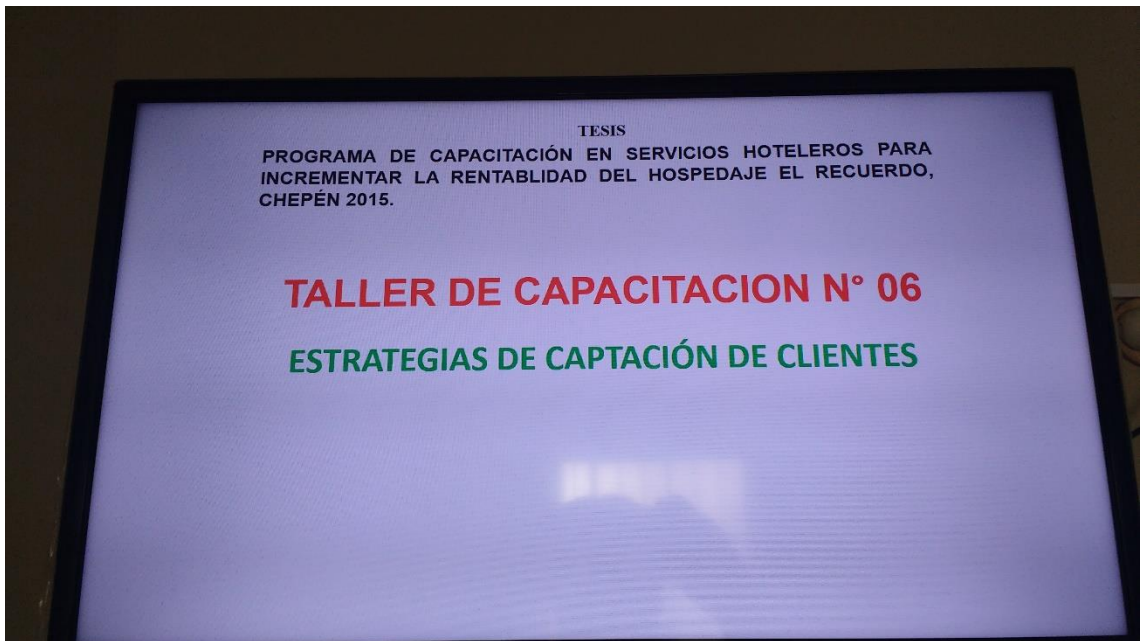 TESIS
PROGRAMA DE CAPACITACIÓN EN SERVICIOS HOTELEROS PARA
INCREMENTAR LA RENTABLIDAD DEL HOSPEDAJE EL RECUERDO,
CHEPÉN 2015.
TALLER DE CAPACITACION N° 06
ESTRATEGIAS DE CAPTACIÓN DE CLIENTES